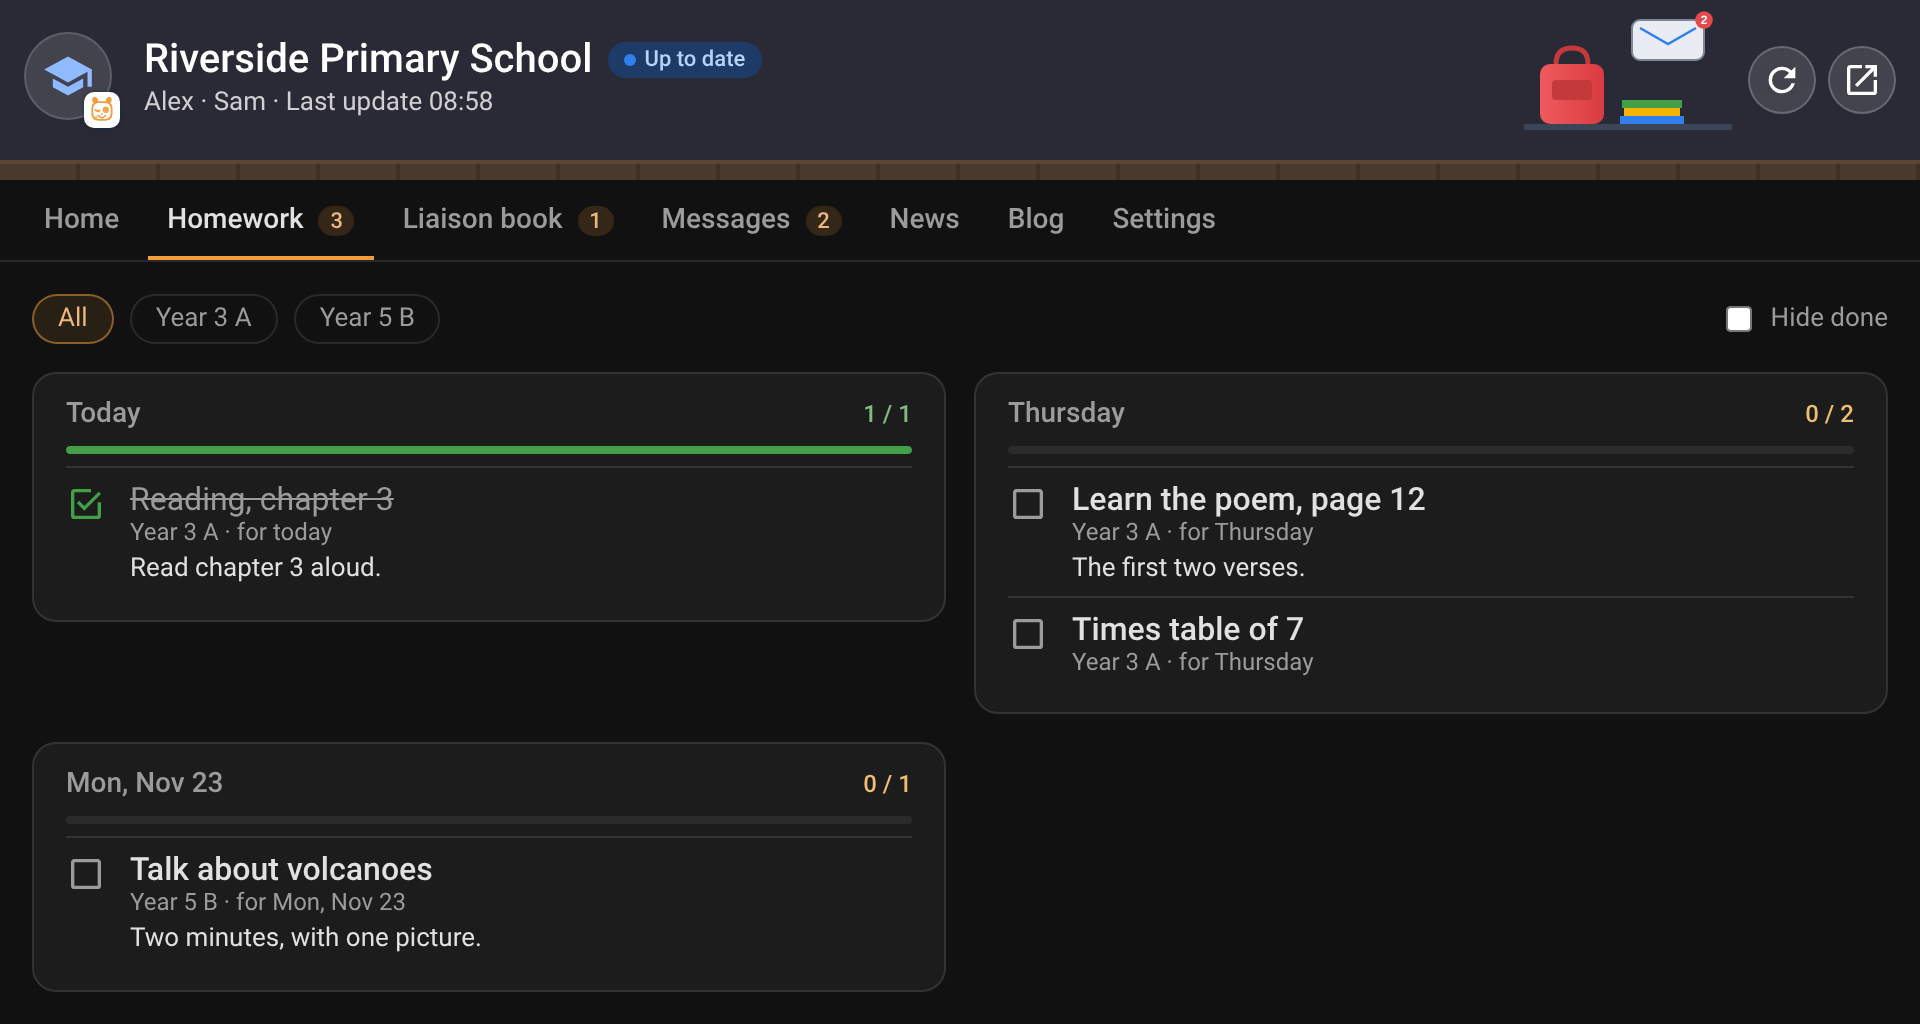 Riverside Primary School
Up to date
Alex · Sam · Last update 08:58
2
Home
Homework 3
Liaison book 1
Messages 2
News
Blog
Settings
All
Year 3 A
Year 5 B
Hide done
Today
1 / 1
Reading, chapter 3
Year 3 A · for today
Read chapter 3 aloud.
Thursday
0 / 2
Learn the poem, page 12
Year 3 A · for Thursday
The first two verses.
Times table of 7
Year 3 A · for Thursday
Mon, Nov 23
0 / 1
Talk about volcanoes
Year 5 B · for Mon, Nov 23
Two minutes, with one picture.